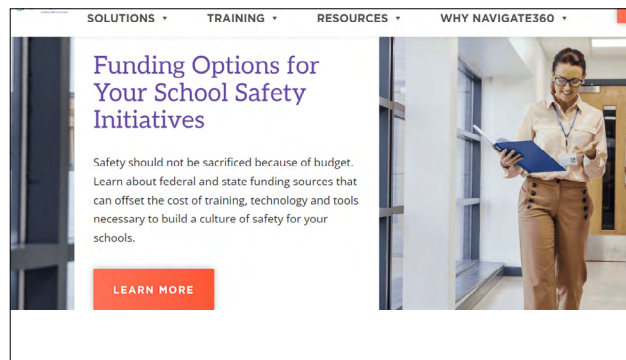 SOLUTIONS ▾ TRAINING ▾ RESOURCES ▾ WHY NAVIGATE360 ▾
Funding Options for
Your School Safety
Initiatives
Safety should not be sacrificed because of budget.
Learn about federal and state funding sources that
can offset the cost of training, technology and tools
necessary to build a culture of safety for your
schools.
LEARN MORE